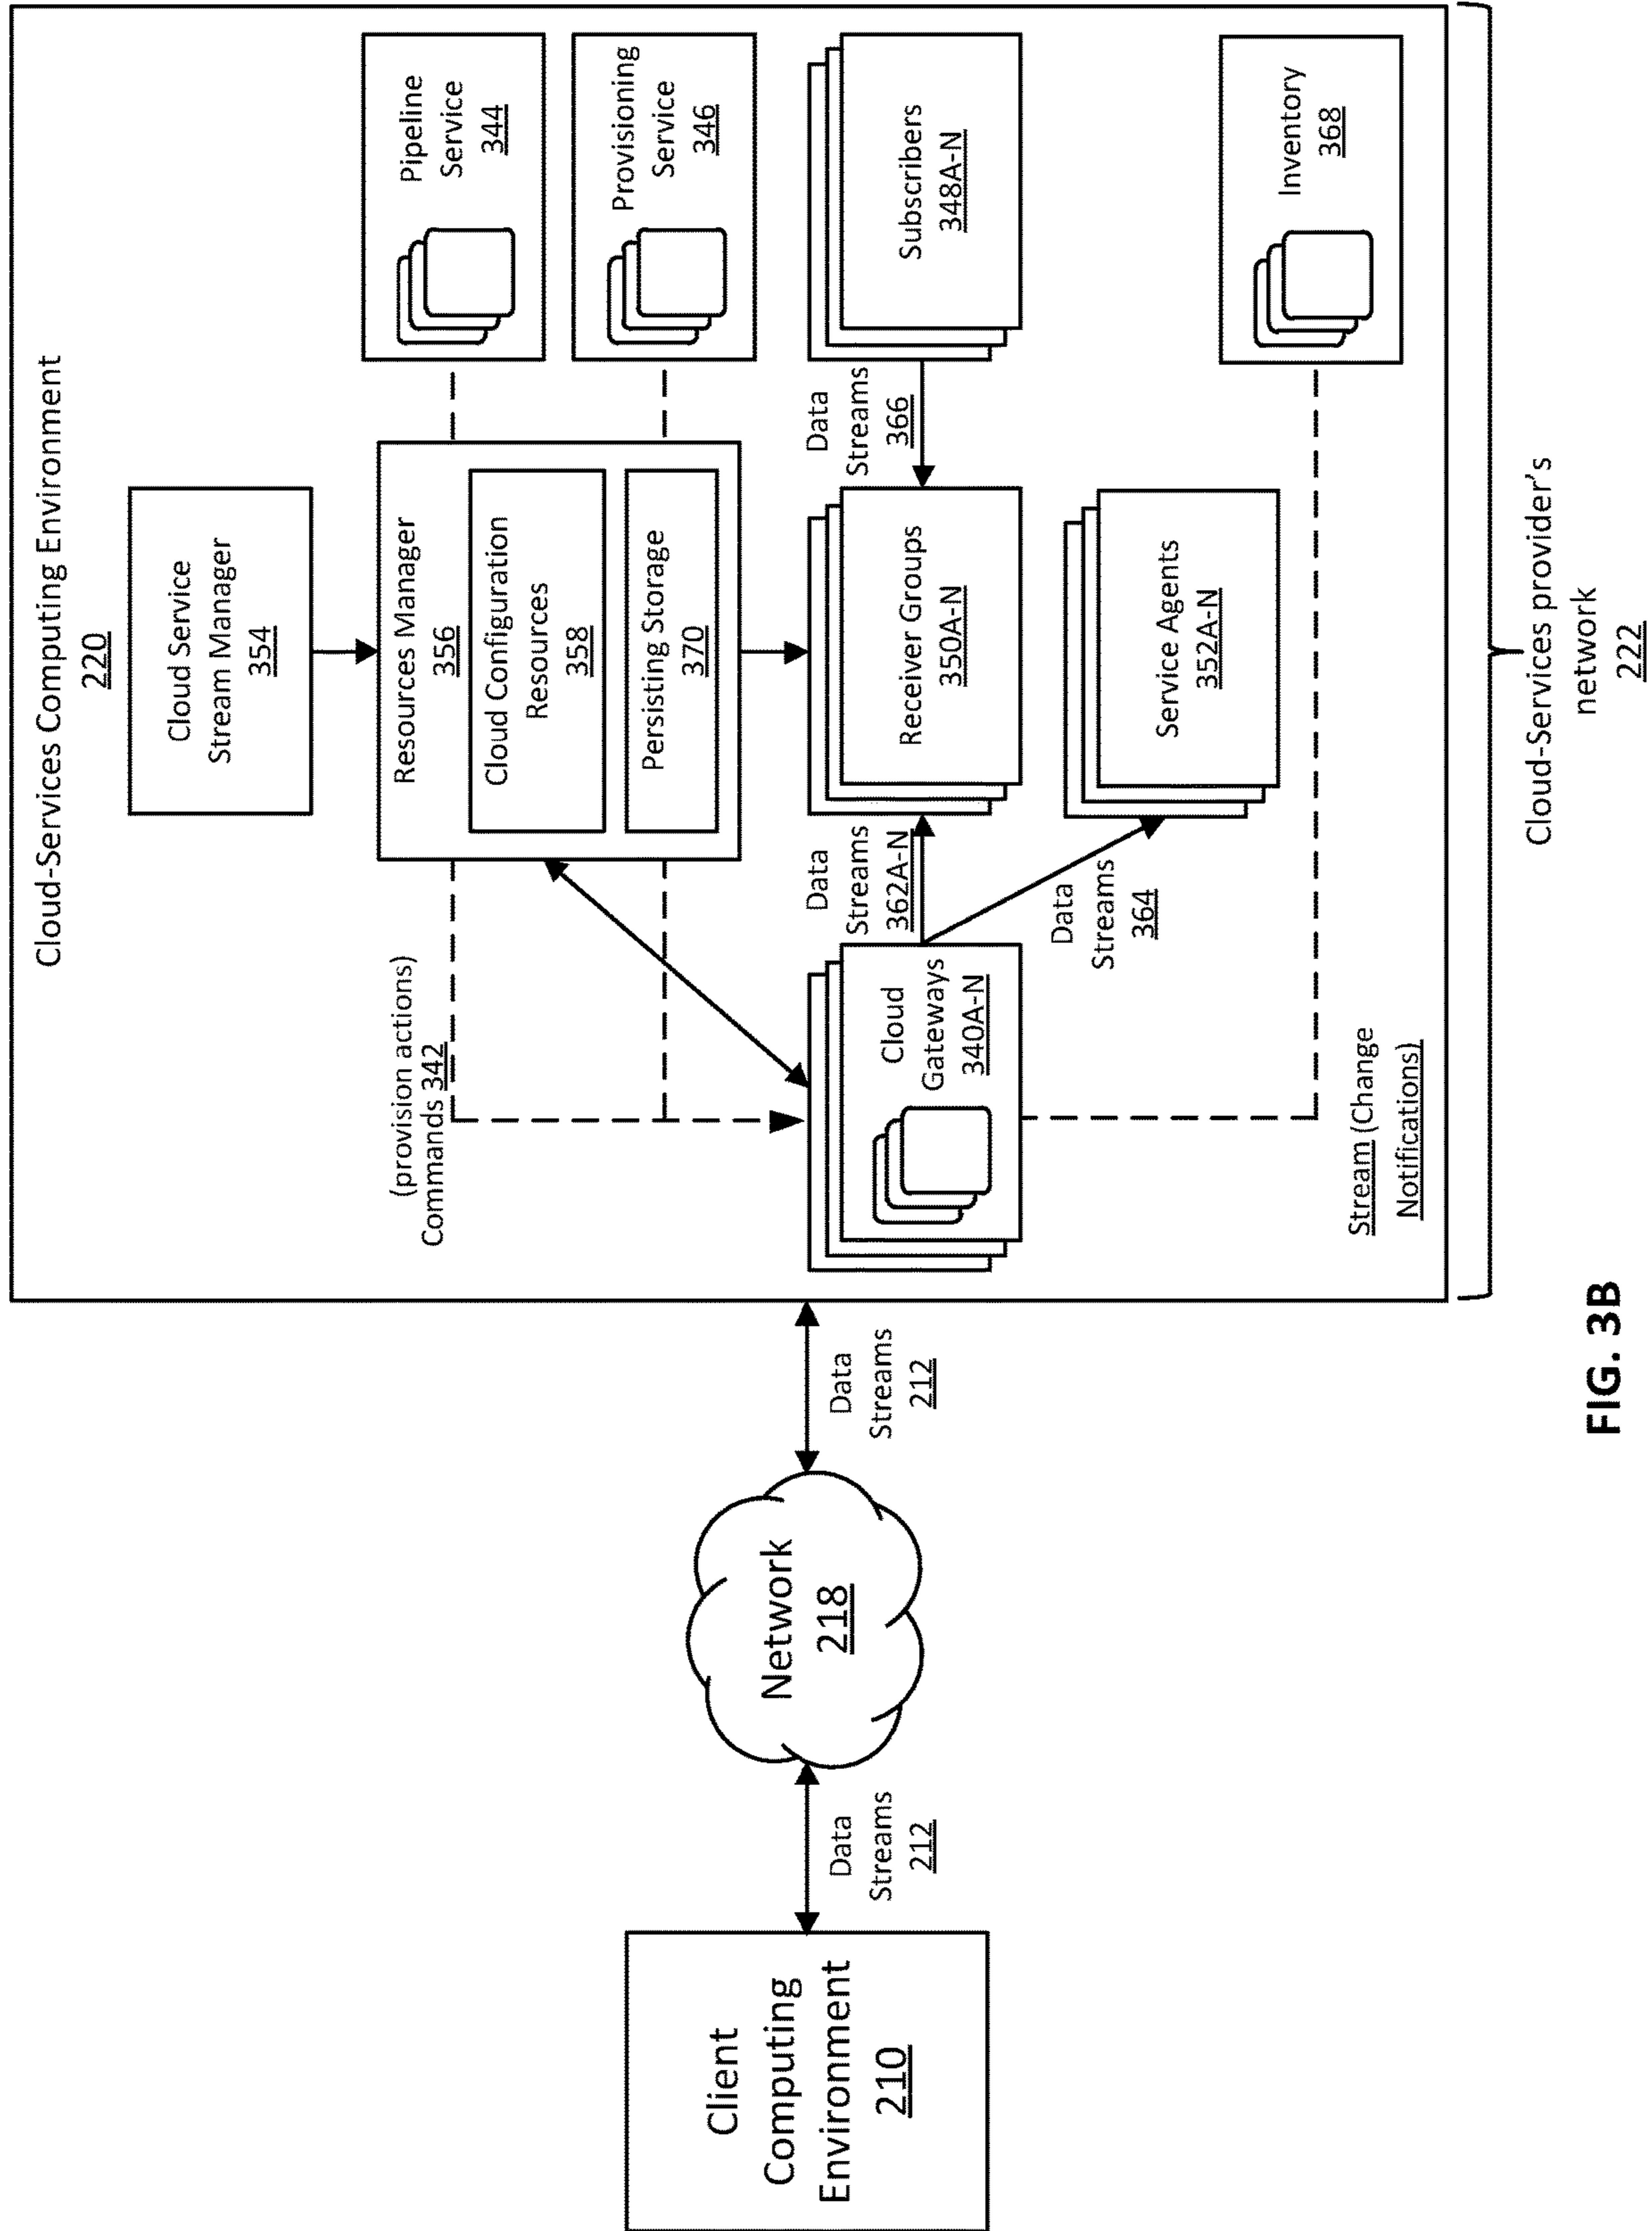 Cloud-Services Computing Environment
220
Cloud Service
Stream Manager
354
Resources Manager
356
Cloud Configuration
Resources
358
Persisting Storage
370
Pipeline
Service
344
Provisioning
Service
346
(provision actions)
Commands 342
Client
Computing
Environment
210
Data
Streams
212
Network
218
Data
Streams
212
Cloud
Gateways
340A-N
Data
Streams
362A-N
Receiver Groups
350A-N
Data
Streams
366
Subscribers
348A-N
Data
Streams
364
Service Agents
352A-N
Inventory
368
Stream (Change
Notifications)
Cloud-Services provider's
network
222
FIG. 3B